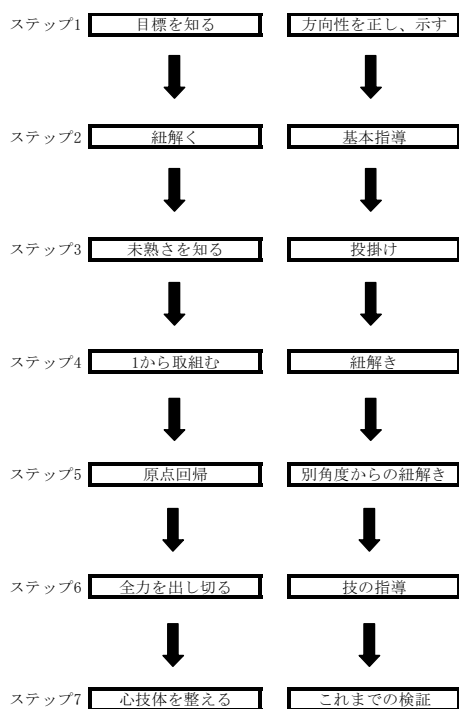 ステップ1 目標を知る 方向性を正し、示す
ステップ2 紐解く 基本指導
ステップ3 未熟さを知る 投掛け
ステップ4 1から取組む 紐解き
ステップ5 原点回帰 別角度からの紐解き
ステップ6 全力を出し切る 技の指導
ステップ7 心技体を整える これまでの検証